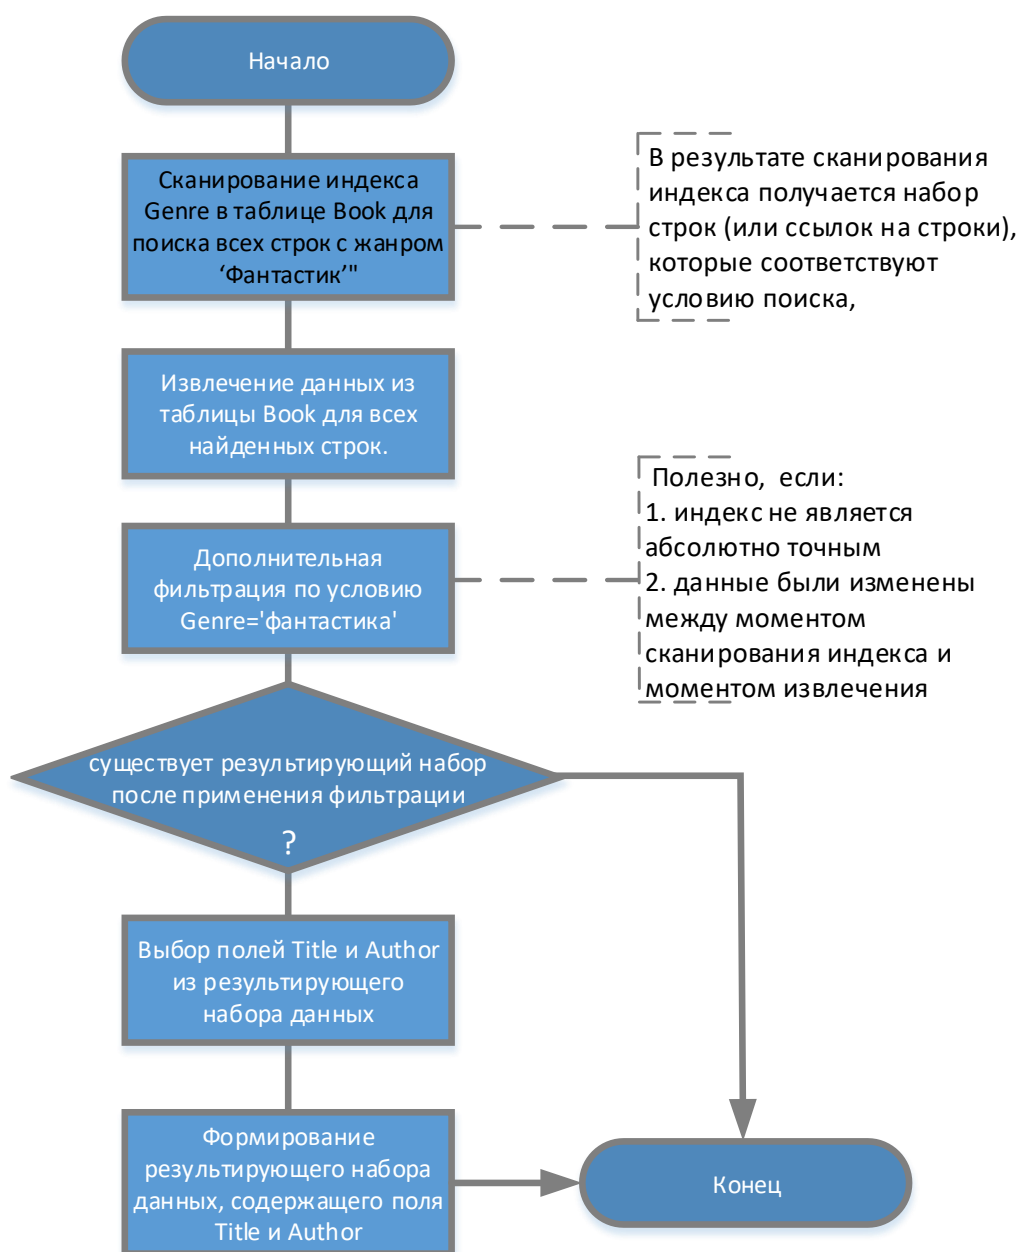 Начало
Сканирование индекса
Genre в таблице Book для
поиска всех строк с жанром
‘Фантастик’"
В результате сканирования
индекса получается набор
строк (или ссылок на строки),
которые соответствуют
условию поиска,
Извлечение данных из
таблицы Book для всех
найденных строк.
Дополнительная
фильтрация по условию
Genre='фантастика'
Полезно, если:
1. индекс не является
абсолютно точным
2. данные были изменены
между моментом
сканирования индекса и
моментом извлечения
существует результирующий набор
после применения фильтрации
?
Выбор полей Title и Author
из результирующего
набора данных
Формирование
результирующего набора
данных, содержащего поля
Title и Author
Конец